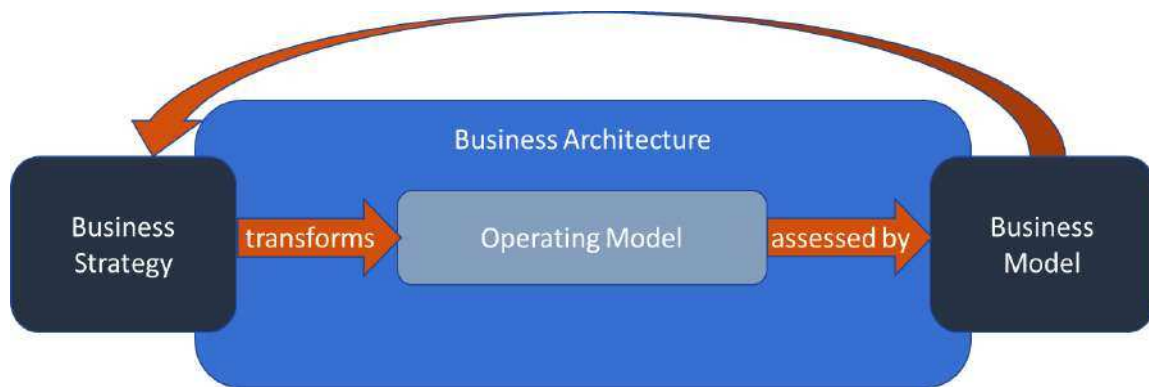 Business Architecture
Business
Strategy
transforms
Operating Model
assessed by
Business
Model